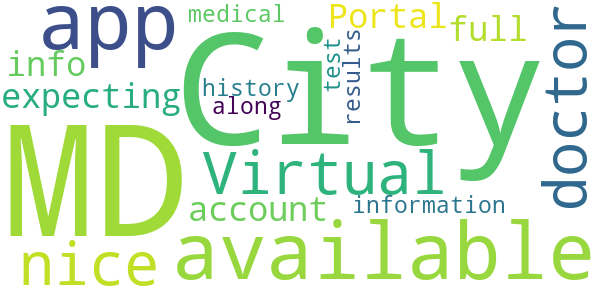 app
medical
Portal
full
doctor
info
City
test
results
expecting
history
along
MD
Virtual
account
information
nice
available